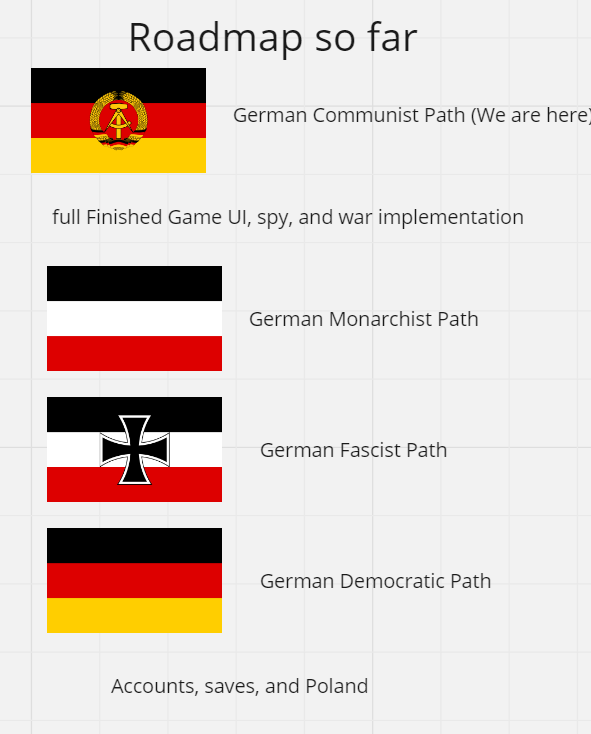 Roadmap so far
German Communist Path (We are here)
full Finished Game UI, spy, and war implementation
German Monarchist Path
German Fascist Path
German Democratic Path
Accounts, saves, and Poland